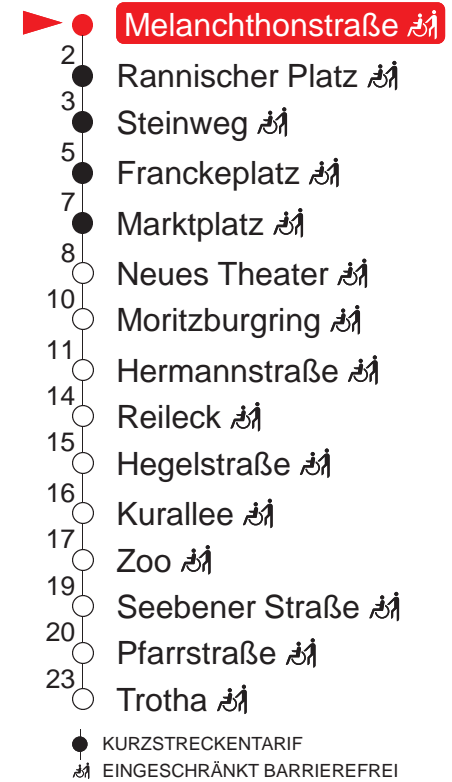 Melanchthonstraße
2
Rannischer Platz
3
Steinweg
5
Franckeplatz
7
Marktplatz
8
Neues Theater
10
Moritzburgring
11
Hermannstraße
14
Reileck
15
Hegelstraße
16
Kurallee
17
Zoo
19
Seebener Straße
20
Pfarrstraße
23
Trotha
KURZSTRECKENTARIF
EINGESCHRÄNKT BARRIEREFREI